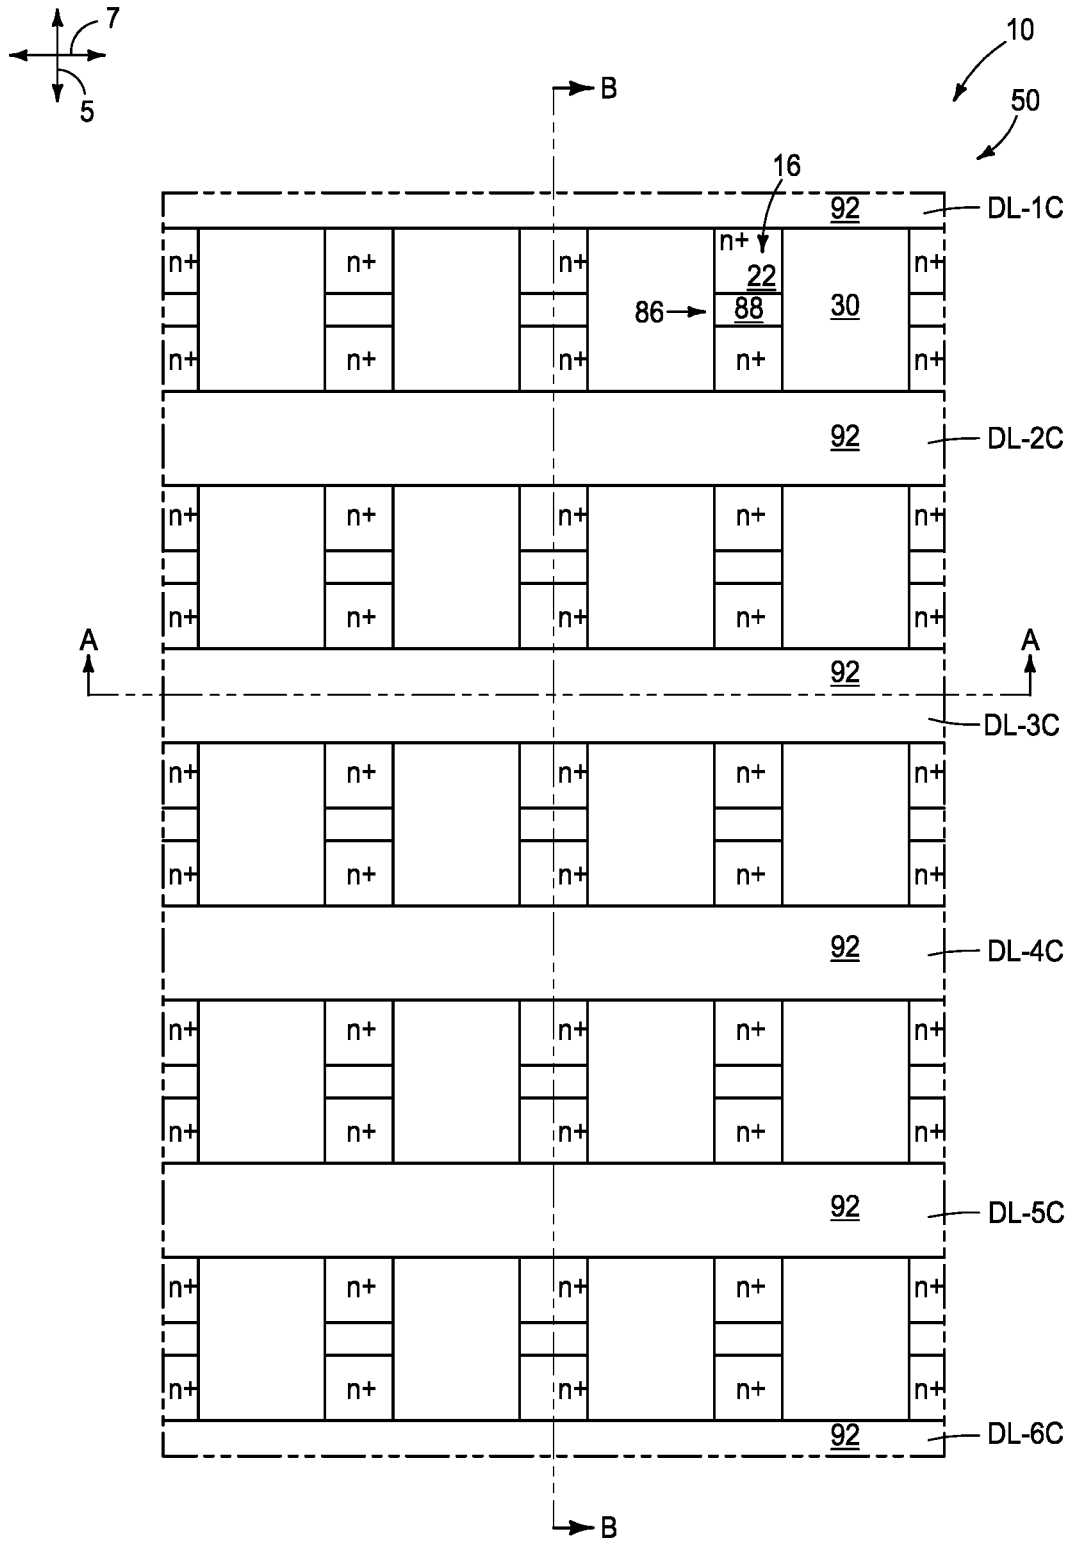 7
5
10
50
B
16
92 DL-1C
n+ n+ n+ n+ n+
22
86 88 30
n+ n+ n+ n+ n+
92 DL-2C
n+ n+ n+ n+ n+
n+ n+ n+ n+ n+
A A
92
DL-3C
n+ n+ n+ n+ n+
n+ n+ n+ n+ n+
92 DL-4C
n+ n+ n+ n+ n+
n+ n+ n+ n+ n+
92 DL-5C
n+ n+ n+ n+ n+
n+ n+ n+ n+ n+
92 DL-6C
B